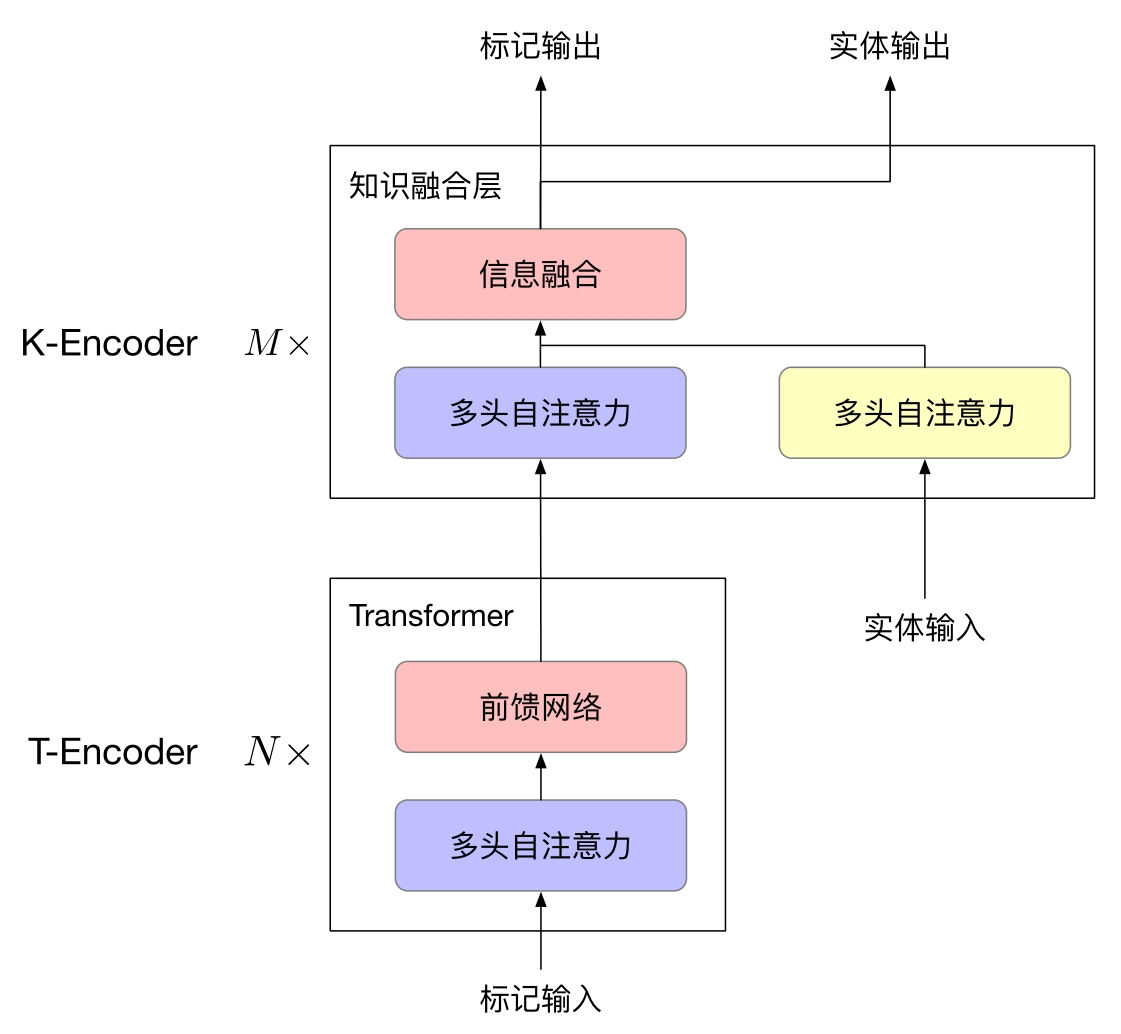 标记输出
实体输出
知识融合层
信息融合
K-Encoder M×
多头自注意力
多头自注意力
Transformer
实体输入
前馈网络
T-Encoder N×
多头自注意力
标记输入